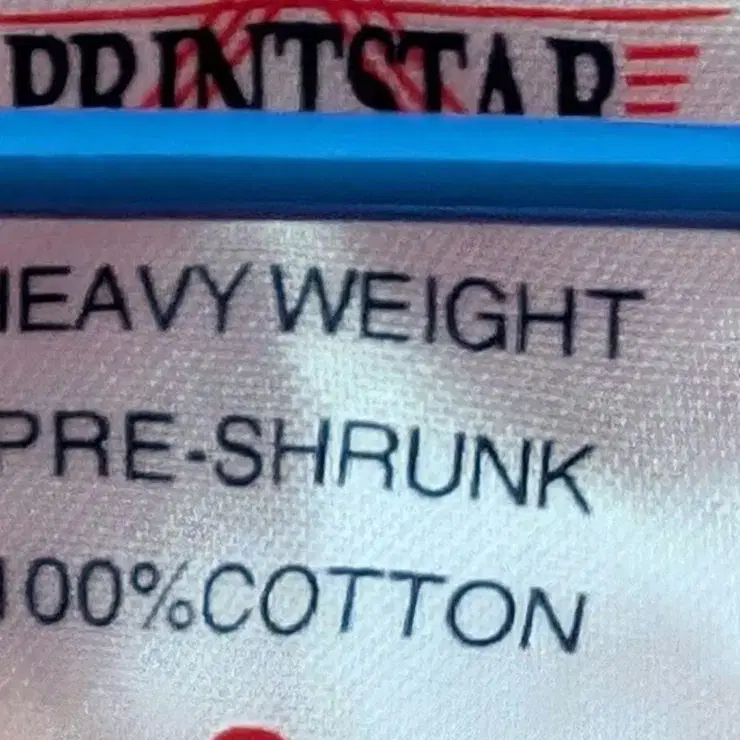 PRINTSTAR
HEAVY WEIGHT
PRE-SHRUNK
100%COTTON